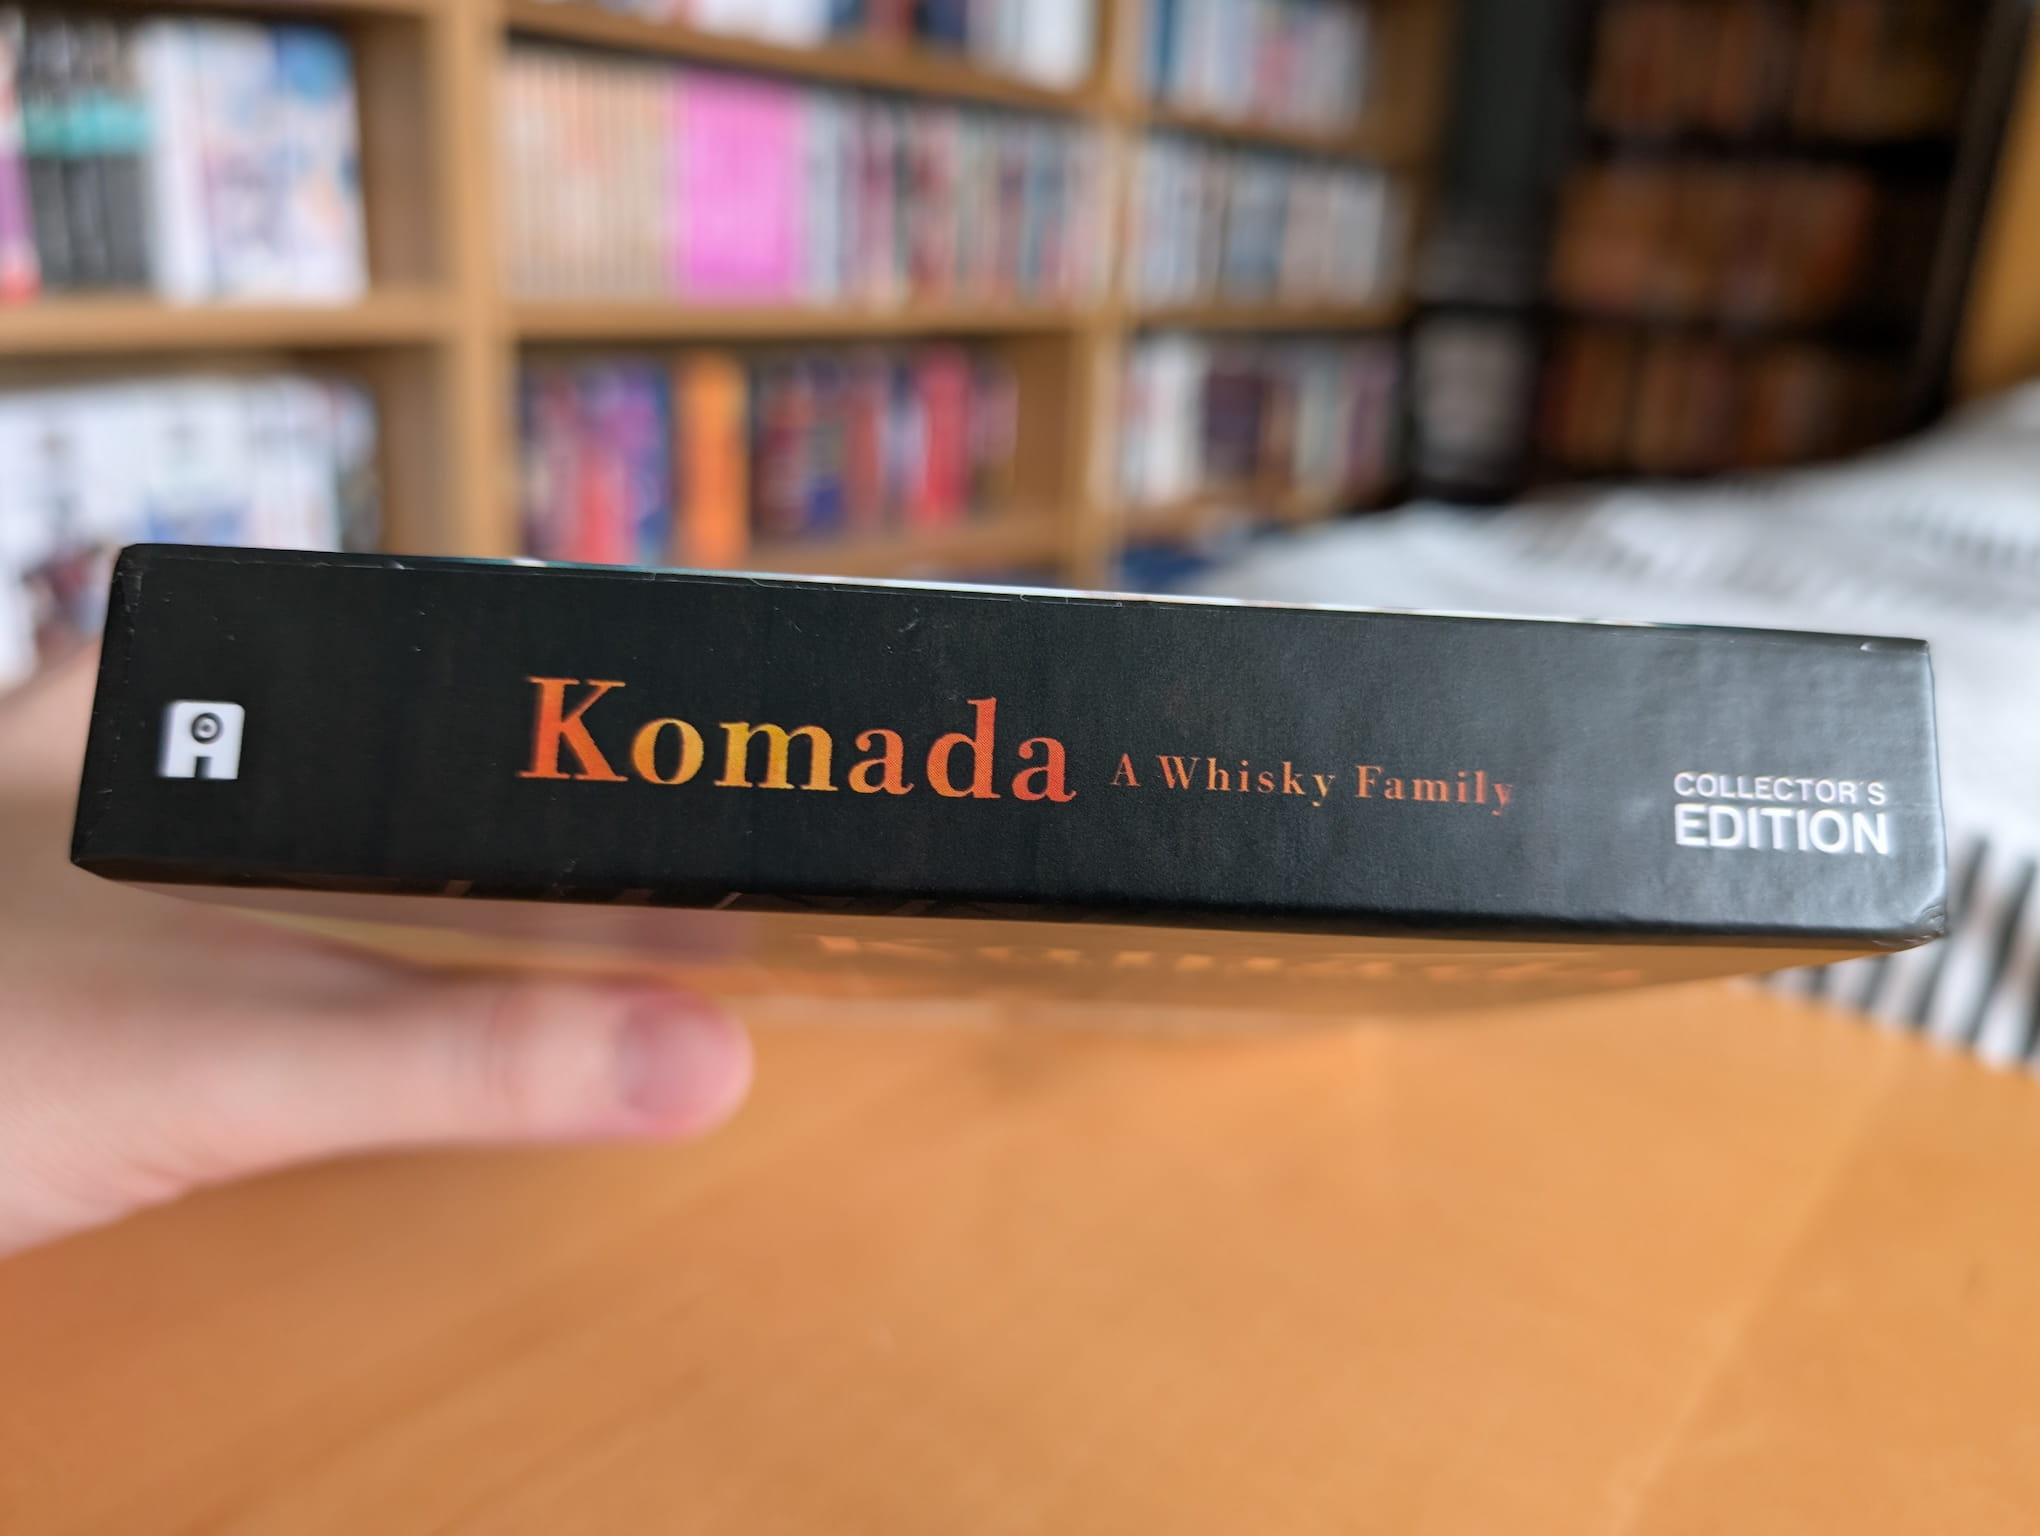 Komada A Whisky Family
COLLECTOR'S
EDITION